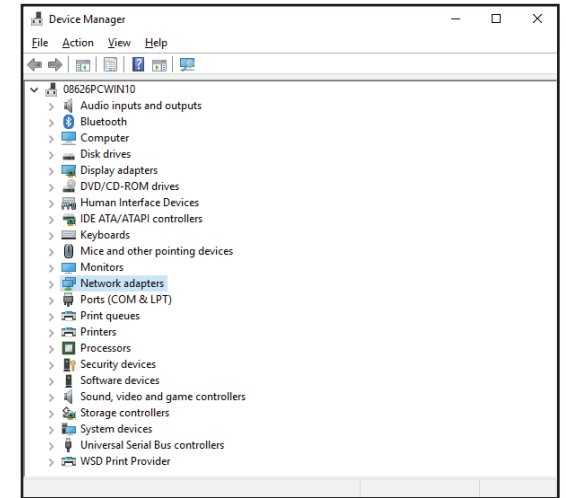 Device Manager
File Action View Help
08626PCWIN10
Audio inputs and outputs
Bluetooth
Computer
Disk drives
Display adapters
DVD/CD-ROM drives
Human Interface Devices
IDE ATA/ATAPI controllers
Keyboards
Mice and other pointing devices
Monitors
Network adapters
Ports (COM & LPT)
Print queues
Printers
Processors
Security devices
Software devices
Sound, video and game controllers
Storage controllers
System devices
Universal Serial Bus controllers
WSD Print Provider